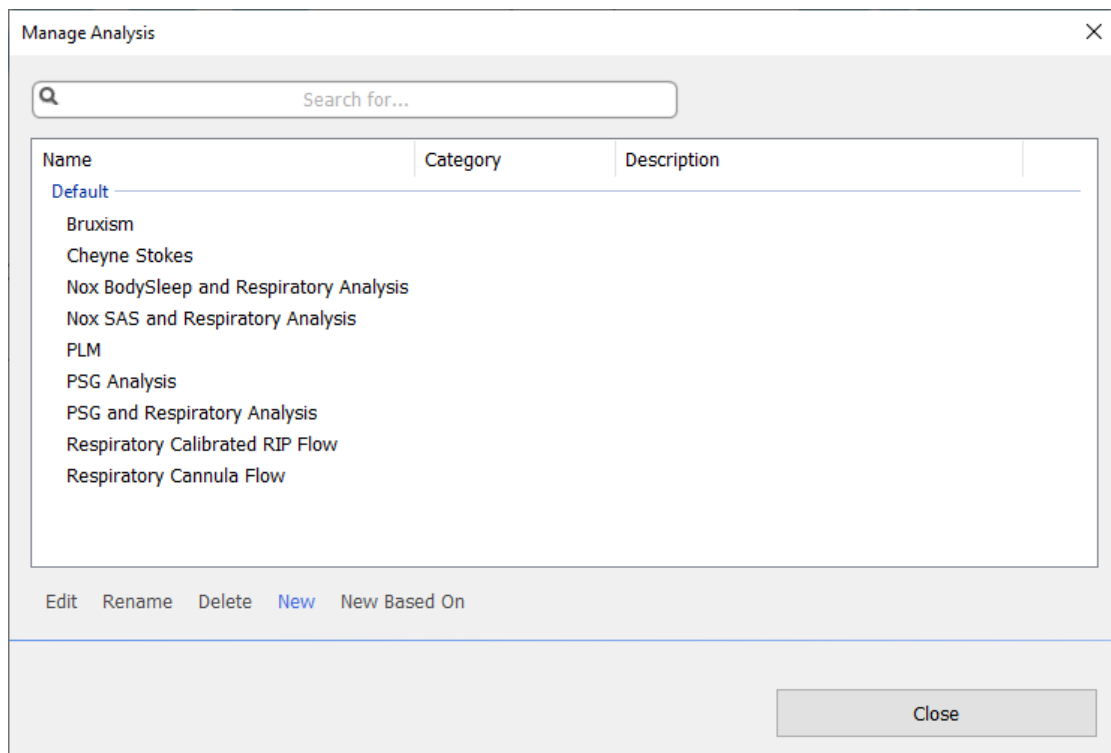 Manage Analysis
Search for...
Name Category Description
Default
Bruxism
Cheyne Stokes
Nox BodySleep and Respiratory Analysis
Nox SAS and Respiratory Analysis
PLM
PSG Analysis
PSG and Respiratory Analysis
Respiratory Calibrated RIP Flow
Respiratory Cannula Flow
Edit Rename Delete New New Based On
Close